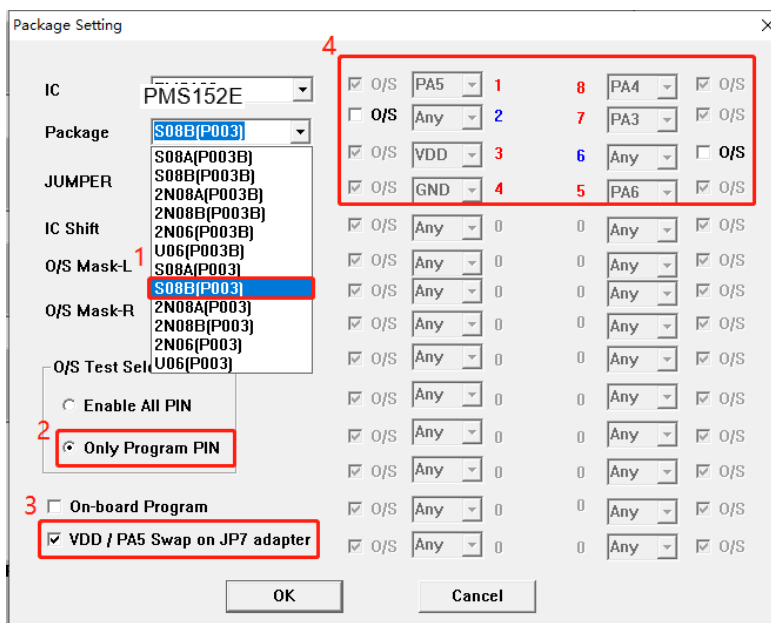 Package Setting
4
IC
PMS152E
Package
S08B(P003)
S08A(P003B)
S08B(P003B)
2N08A(P003B)
2N08B(P003B)
2N06(P003B)
U06(P003B)
S08A(P003)
S08B(P003)
2N08A(P003)
2N08B(P003)
2N06(P003)
U06(P003)
JUMPER
IC Shift
1
O/S Mask-L
O/S Mask-R
O/S Test Sel
Enable All PIN
2
Only Program PIN
3
On-board Program
VDD / PA5 Swap on JP7 adapter
O/S PA5 1 8 PA4 O/S
O/S Any 2 7 PA3 O/S
O/S VDD 3 6 Any O/S
O/S GND 4 5 PA6 O/S
O/S Any 0 0 Any O/S
O/S Any 0 0 Any O/S
O/S Any 0 0 Any O/S
O/S Any 0 0 Any O/S
O/S Any 0 0 Any O/S
O/S Any 0 0 Any O/S
O/S Any 0 0 Any O/S
O/S Any 0 0 Any O/S
O/S Any 0 0 Any O/S
O/S Any 0 0 Any O/S
OK
Cancel